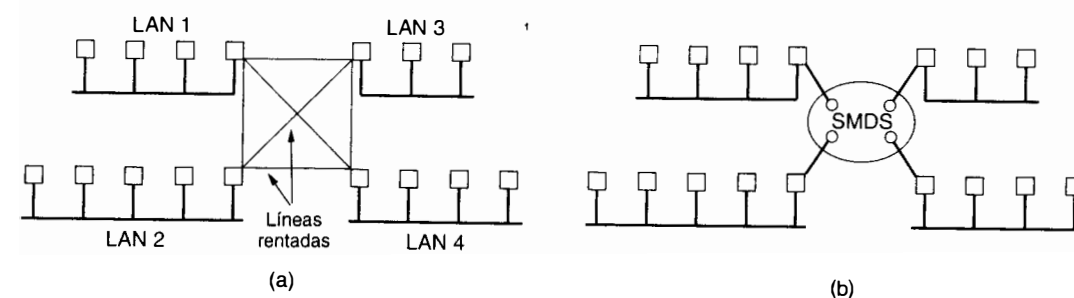 LAN 1
LAN 3
SMDS
Líneas
rentadas
LAN 2
LAN 4
(a)
(b)